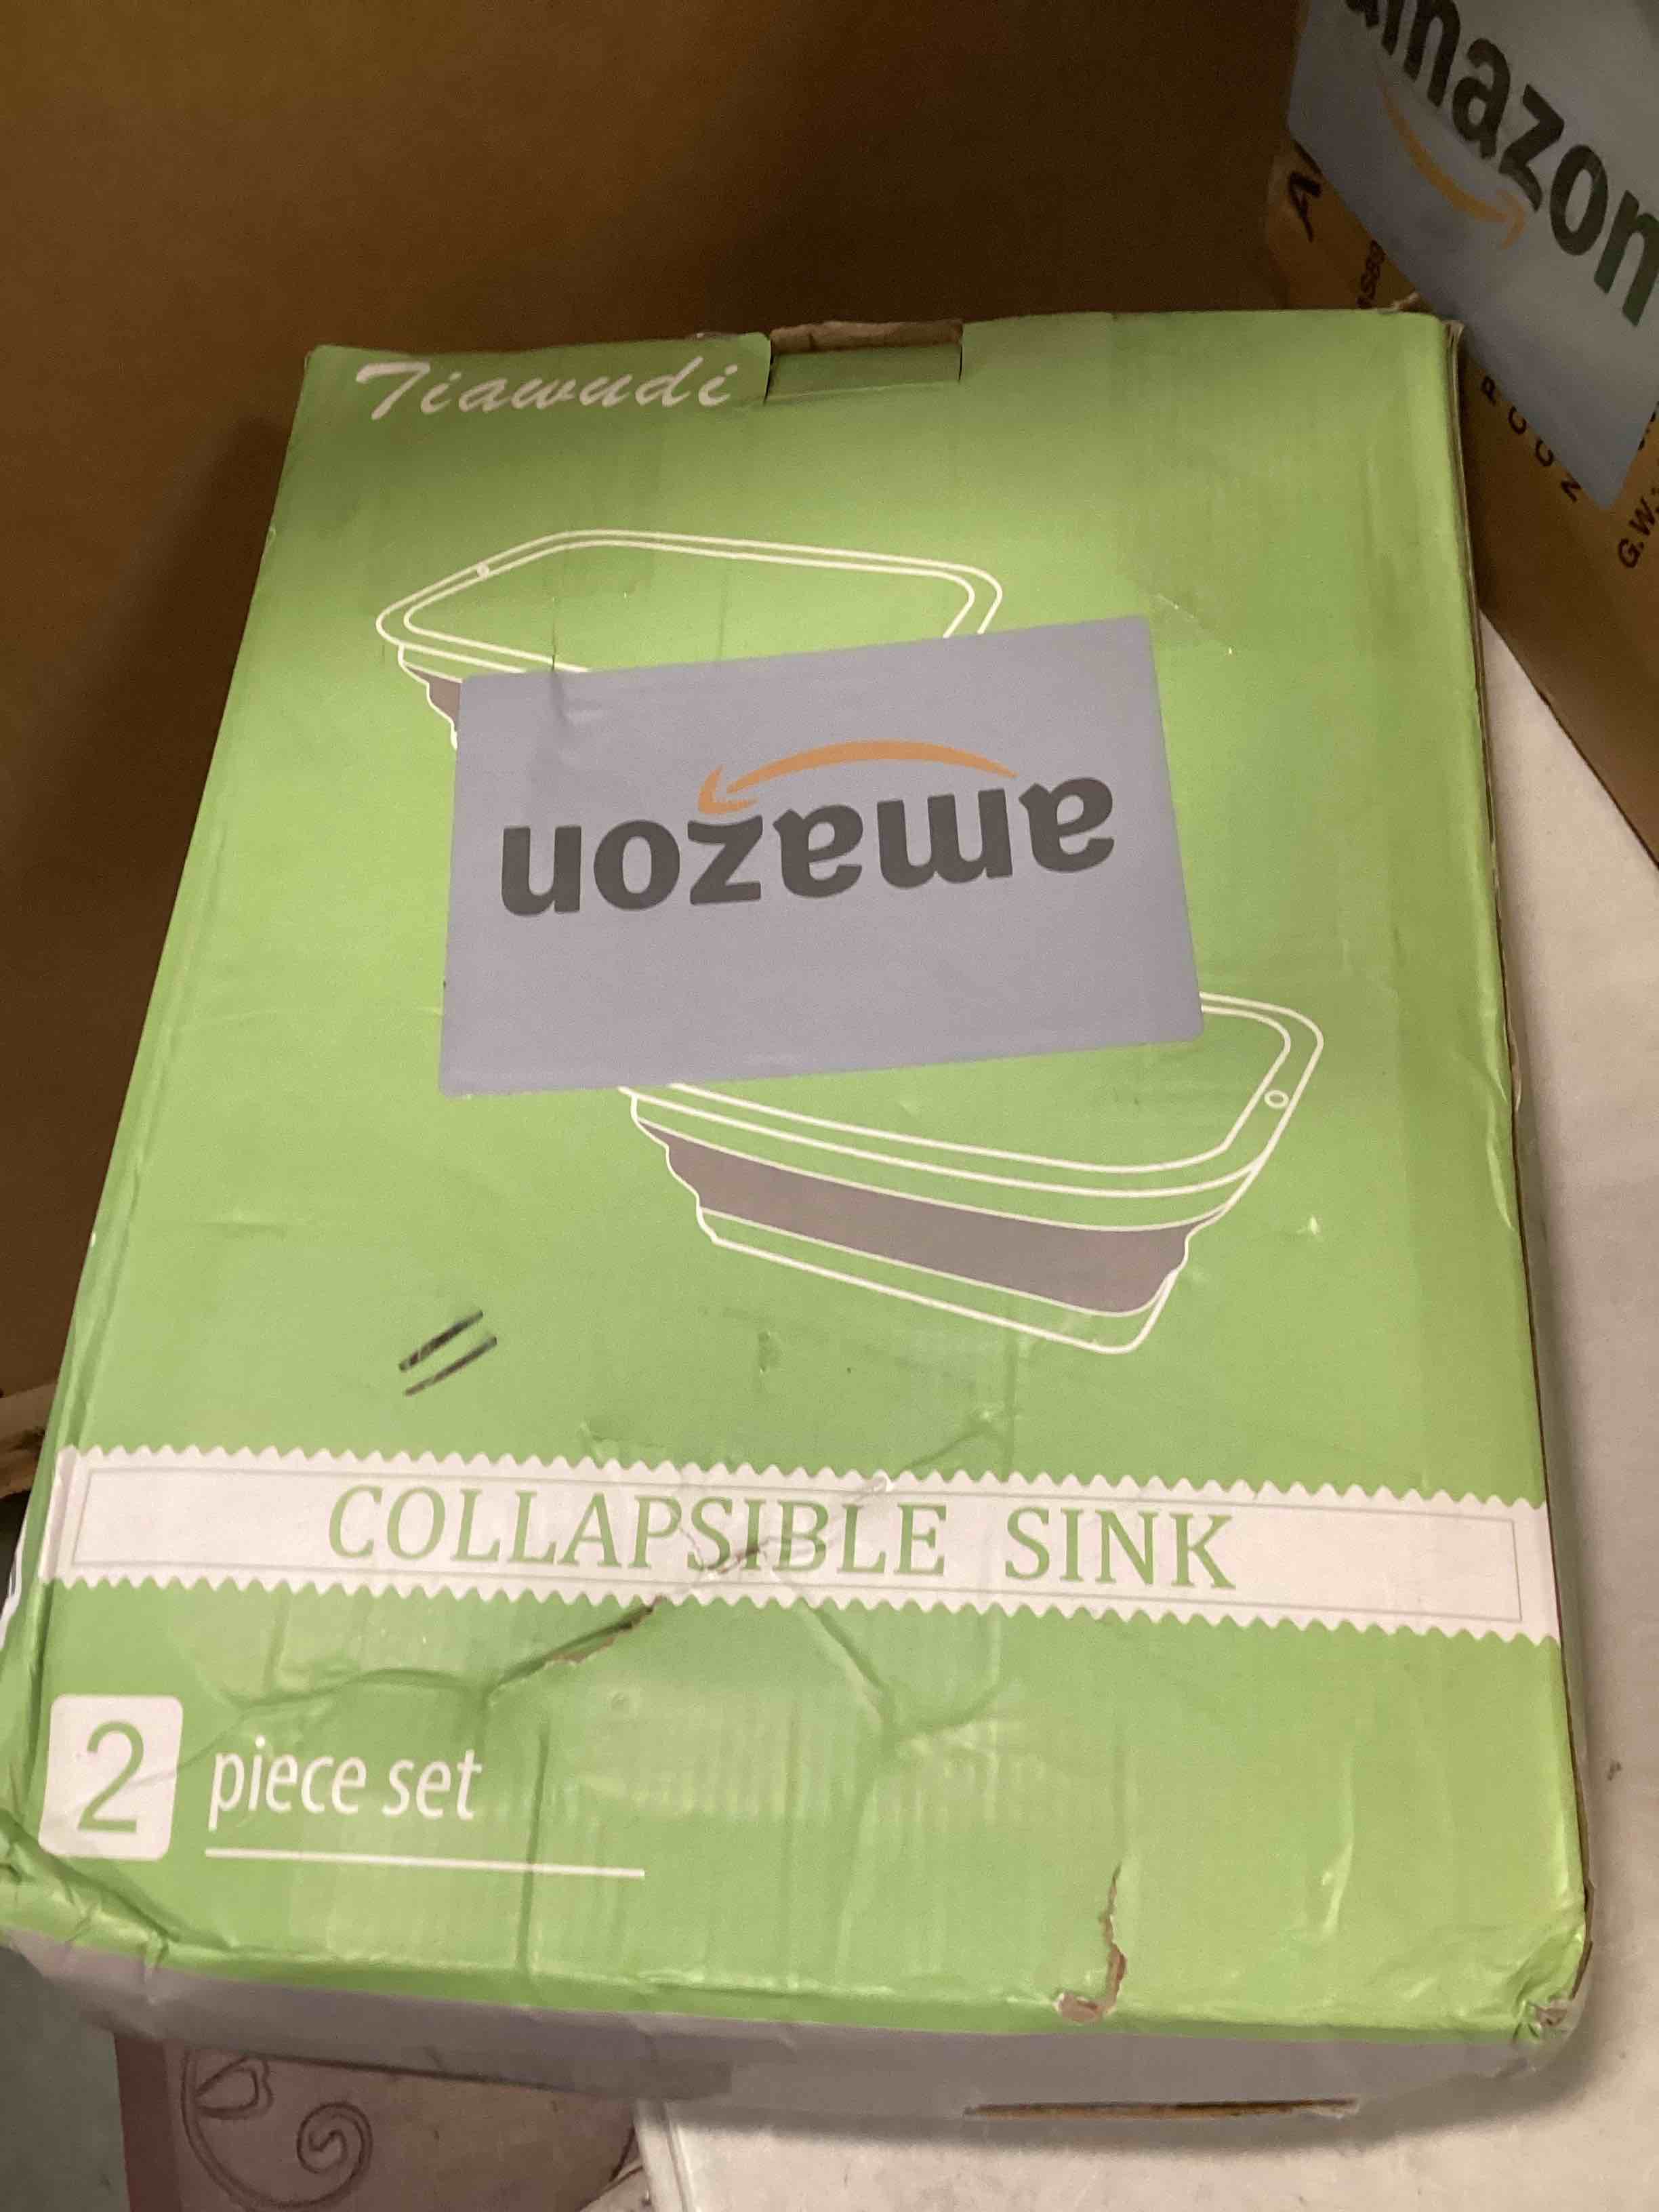 amazon
Tiawudi
amazon
COLLAPSIBLE SINK
2 piece set
G.W.